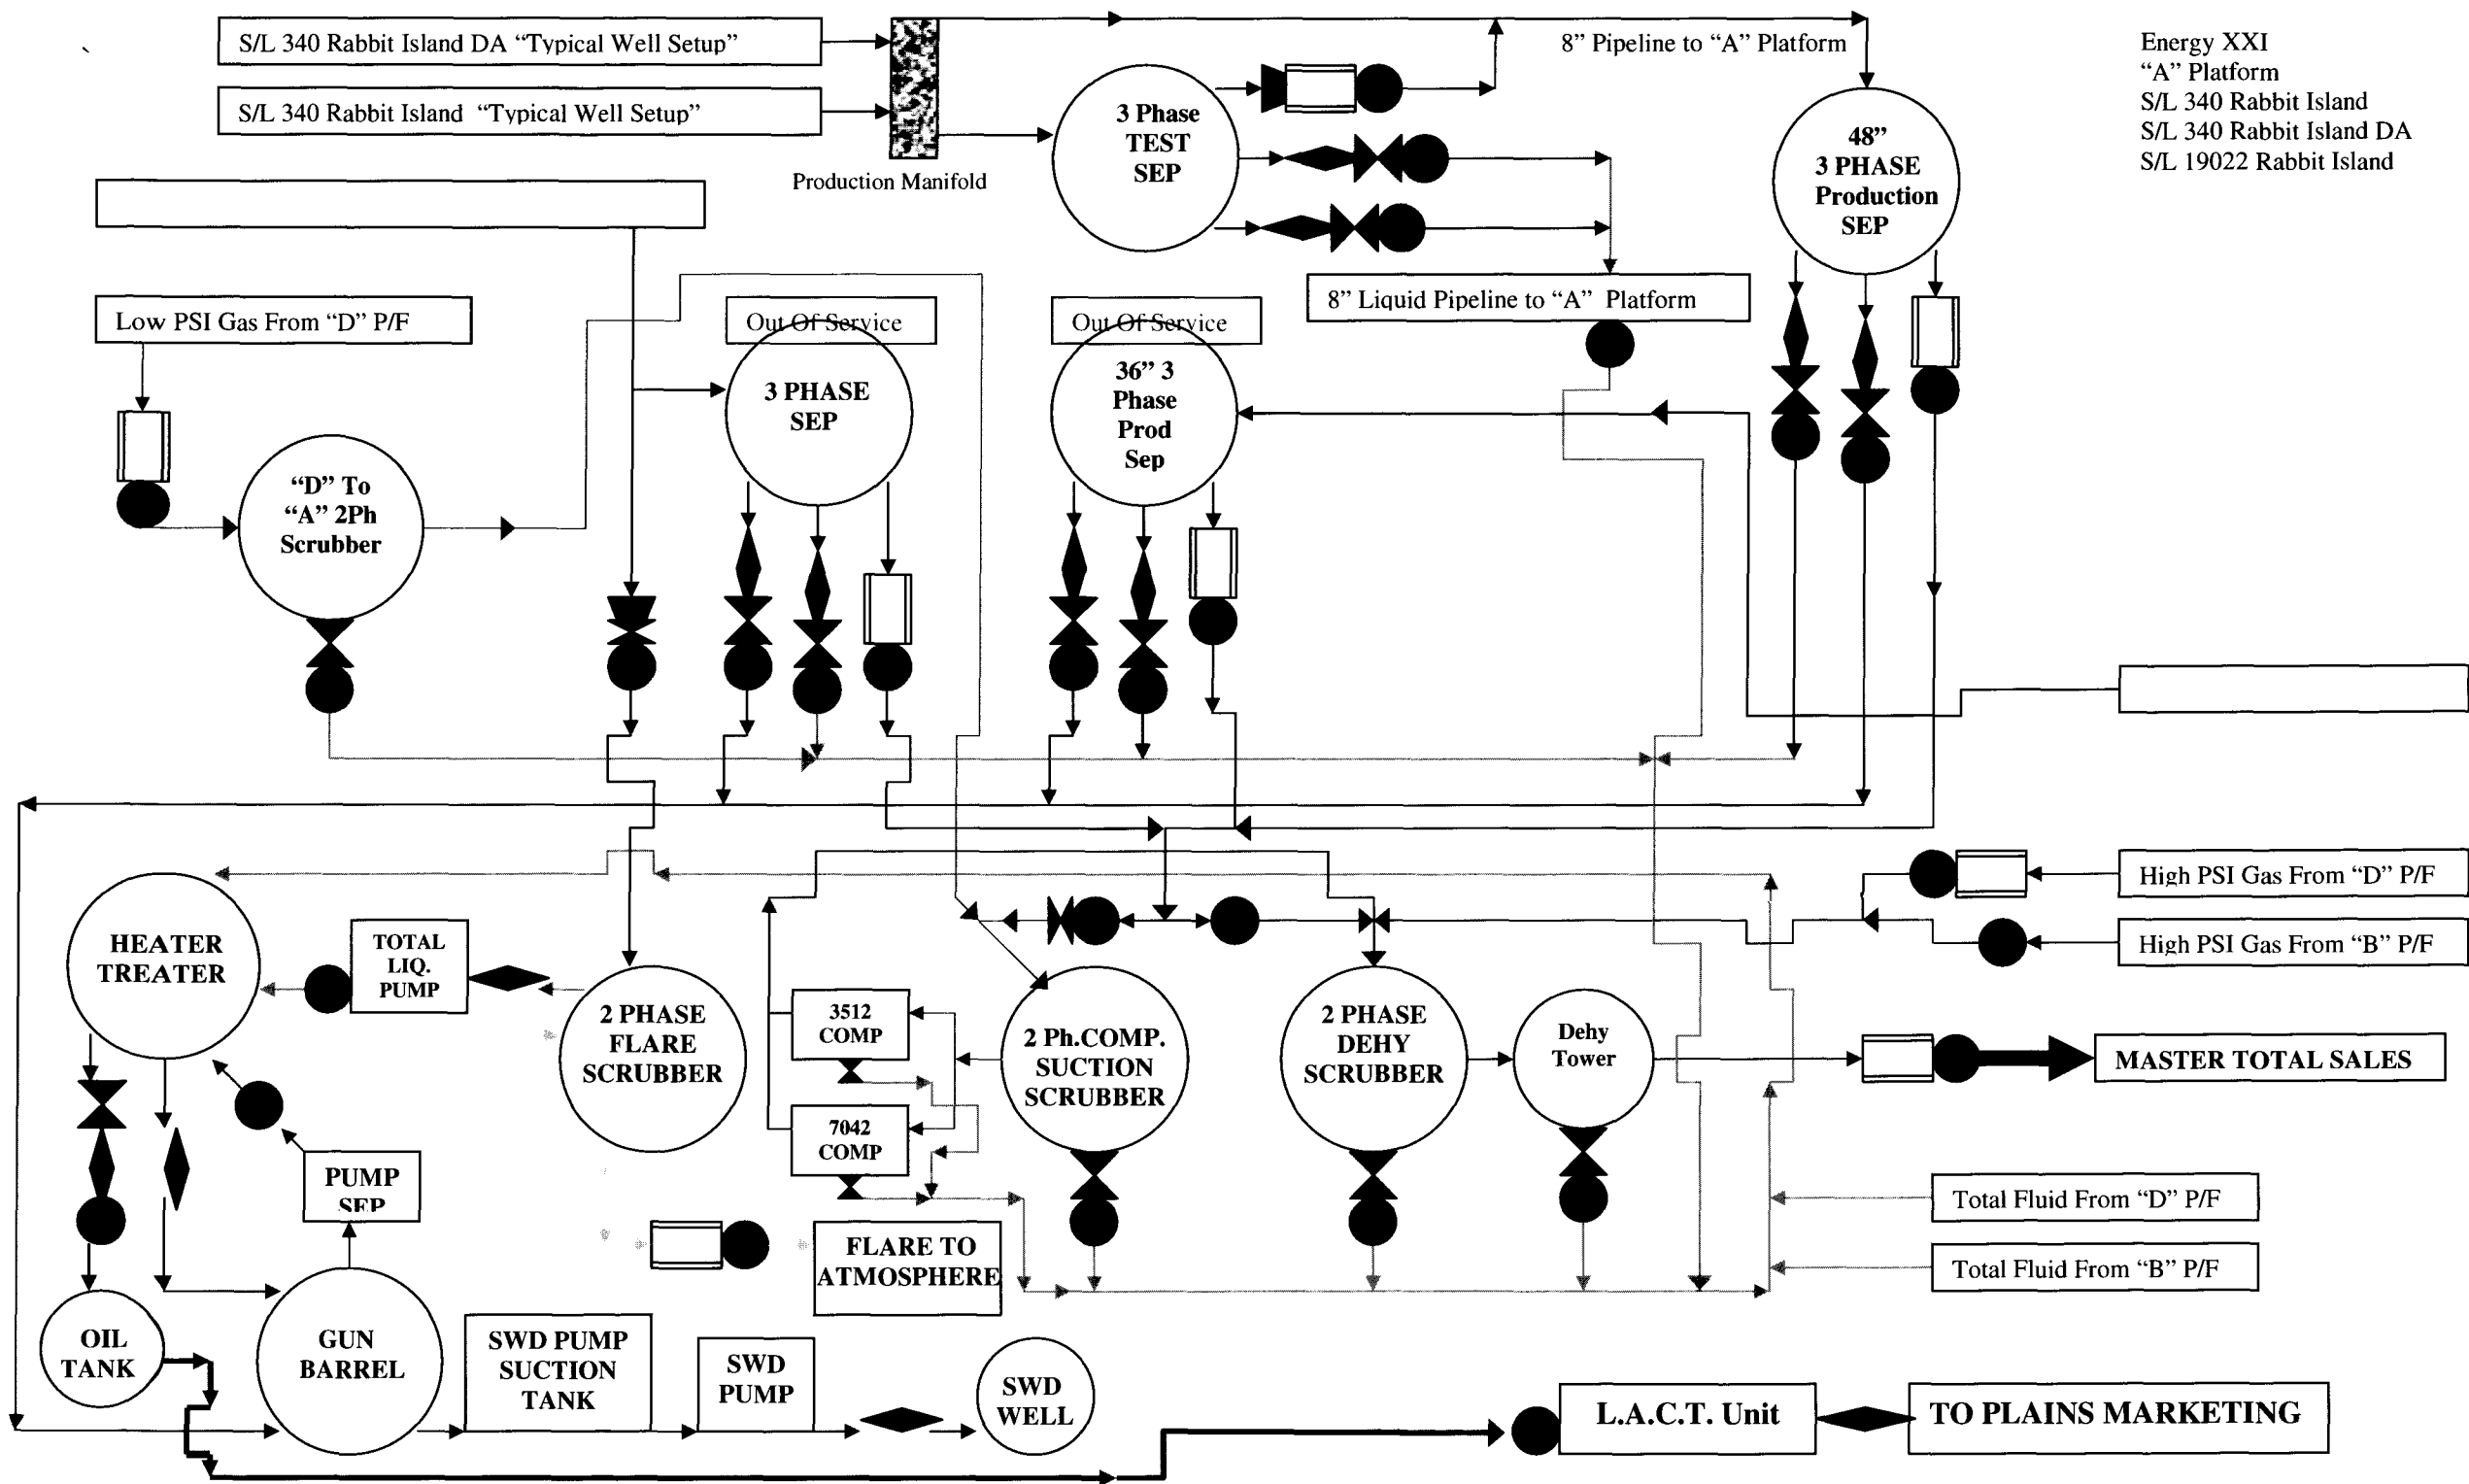 S/L 340 Rabbit Island DA “Typical Well Setup”
S/L 340 Rabbit Island “Typical Well Setup”
Production Manifold
3 Phase
TEST
SEP
8” Pipeline to “A” Platform
48”
3 PHASE
Production
SEP
Energy XXI
“A” Platform
S/L 340 Rabbit Island
S/L 340 Rabbit Island DA
S/L 19022 Rabbit Island
Low PSI Gas From “D” P/F
Out Of Service
Out Of Service
8” Liquid Pipeline to “A” Platform
3 PHASE
SEP
36” 3
Phase
Prod
Sep
“D” To
“A” 2Ph
Scrubber
High PSI Gas From “D” P/F
High PSI Gas From “B” P/F
HEATER
TREATER
TOTAL
LIQ.
PUMP
2 PHASE
FLARE
SCRUBBER
3512
COMP
7042
COMP
2 Ph.COMP.
SUCTION
SCRUBBER
2 PHASE
DEHY
SCRUBBER
Dehy
Tower
MASTER TOTAL SALES
PUMP
SEP
FLARE TO
ATMOSPHERE
Total Fluid From “D” P/F
Total Fluid From “B” P/F
OIL
TANK
GUN
BARREL
SWD PUMP
SUCTION
TANK
SWD
PUMP
SWD
WELL
L.A.C.T. Unit
TO PLAINS MARKETING